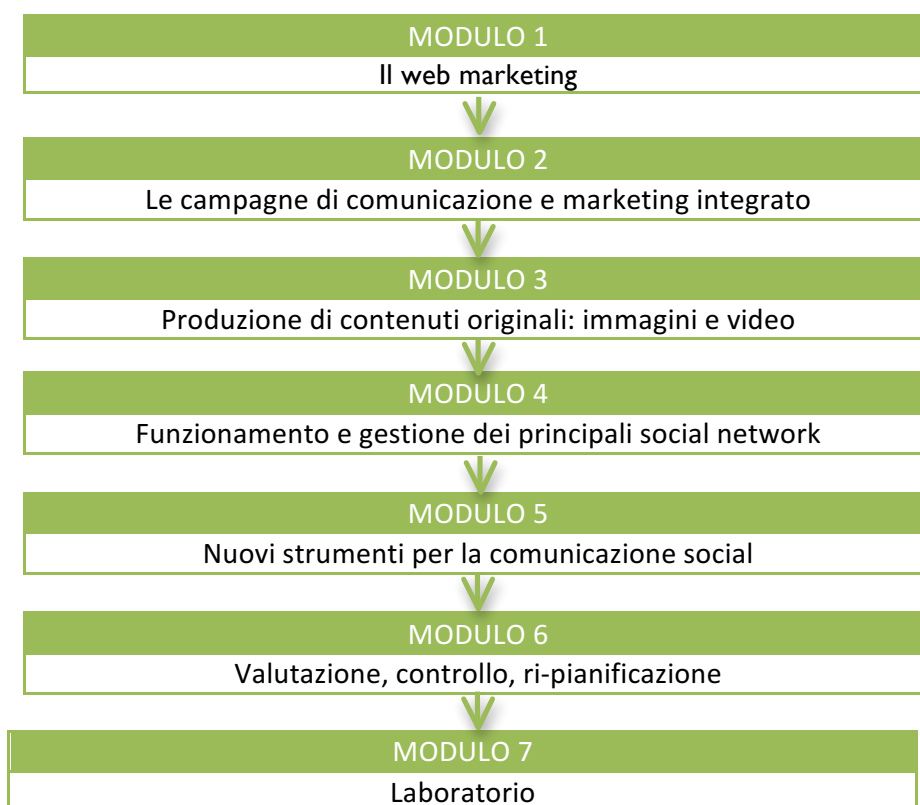 MODULO 1
Il web marketing
MODULO 2
Le campagne di comunicazione e marketing integrato
MODULO 3
Produzione di contenuti originali: immagini e video
MODULO 4
Funzionamento e gestione dei principali social network
MODULO 5
Nuovi strumenti per la comunicazione social
MODULO 6
Valutazione, controllo, ri-pianificazione
MODULO 7
Laboratorio